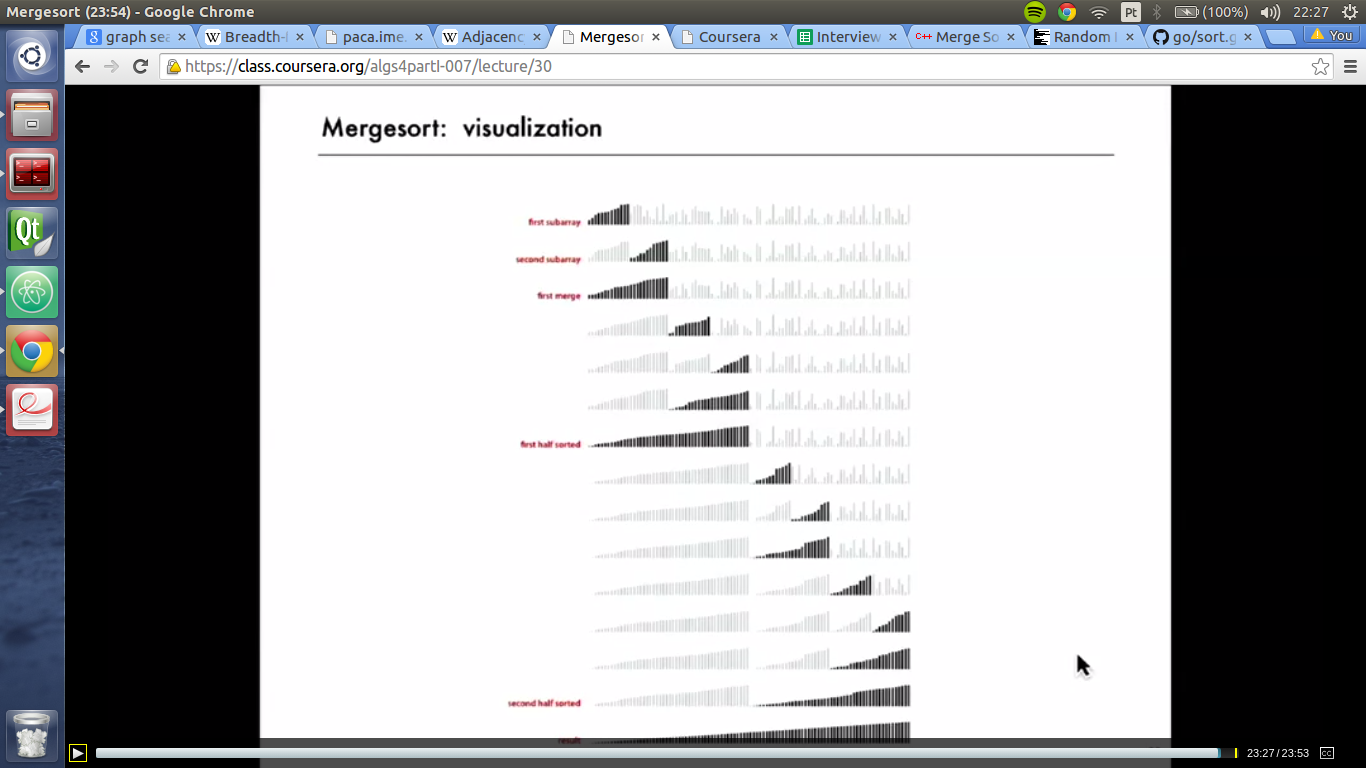 Mergesort (23:54) - Google Chrome
Pt (100%) 22:27
graph sea
W Breadth-
paca.ime.
W Adjacenc
Mergesor
Coursera
Interview
C++ Merge So
Random
go/sort.g
You
https://class.coursera.org/algs4partI-007/lecture/30
Qt
Mergesort: visualization
first subarray
second subarray
first merge
first half sorted
second half sorted
result
23:27 / 23:53 CC